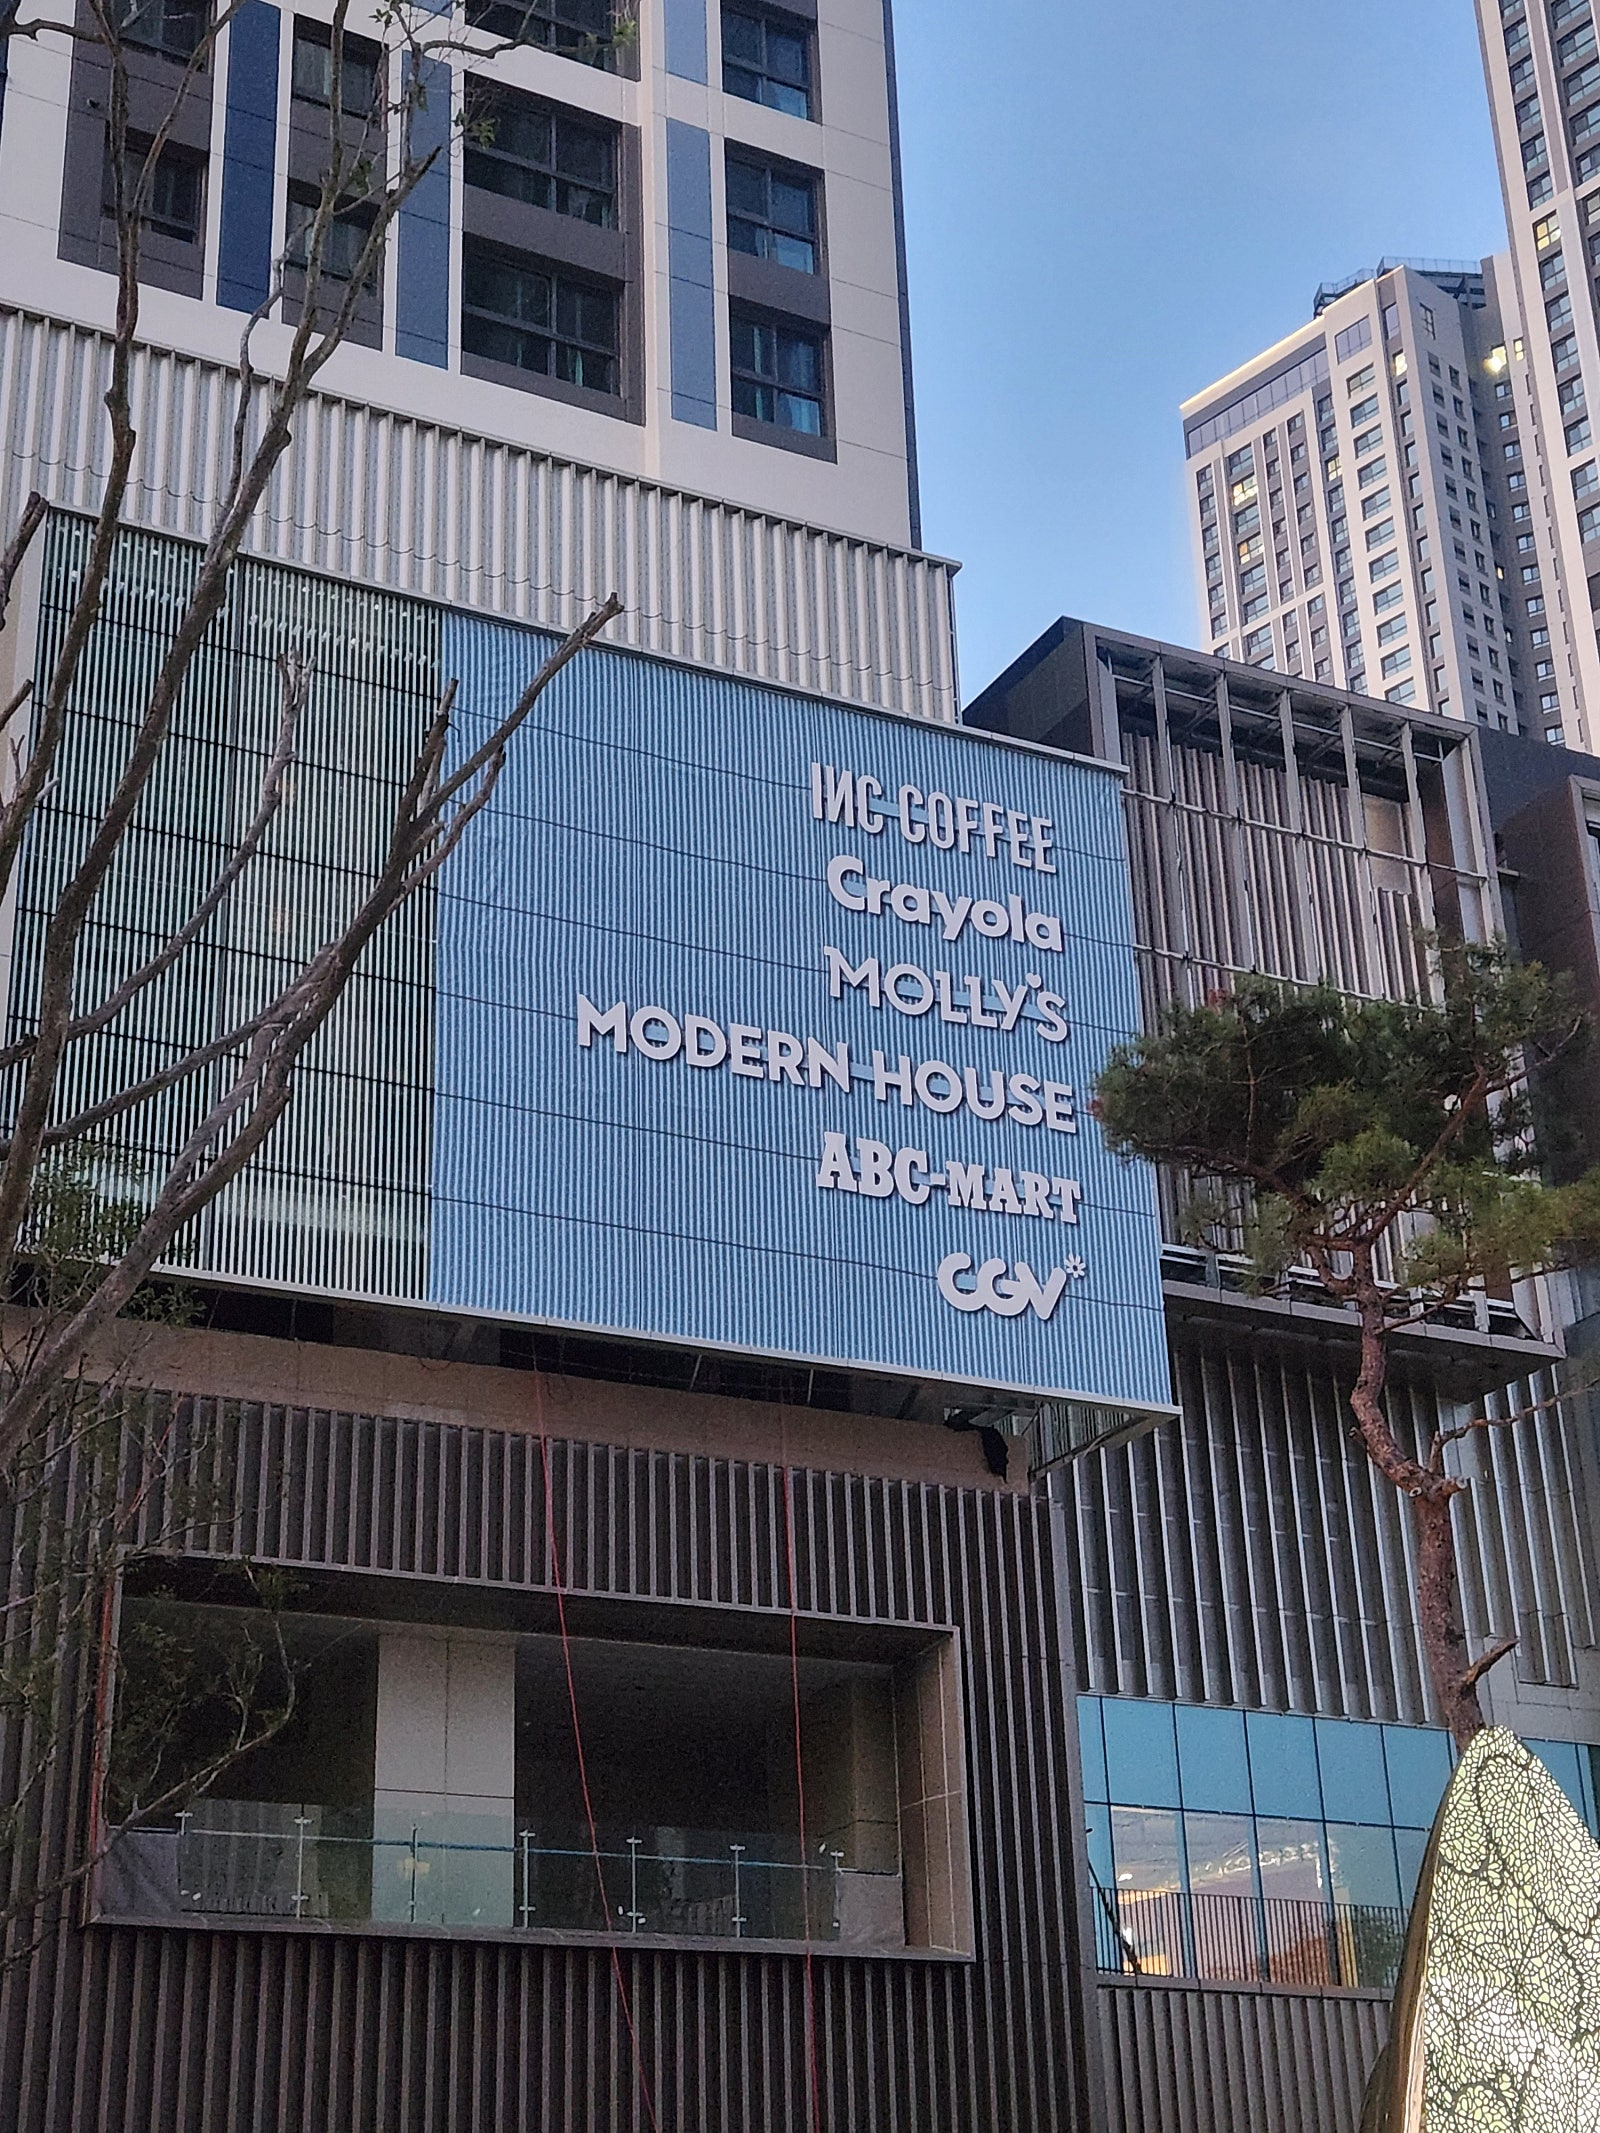 INC COFFEE
Crayola
MOLLY'S
MODERN HOUSE
ABC-MART
CGV